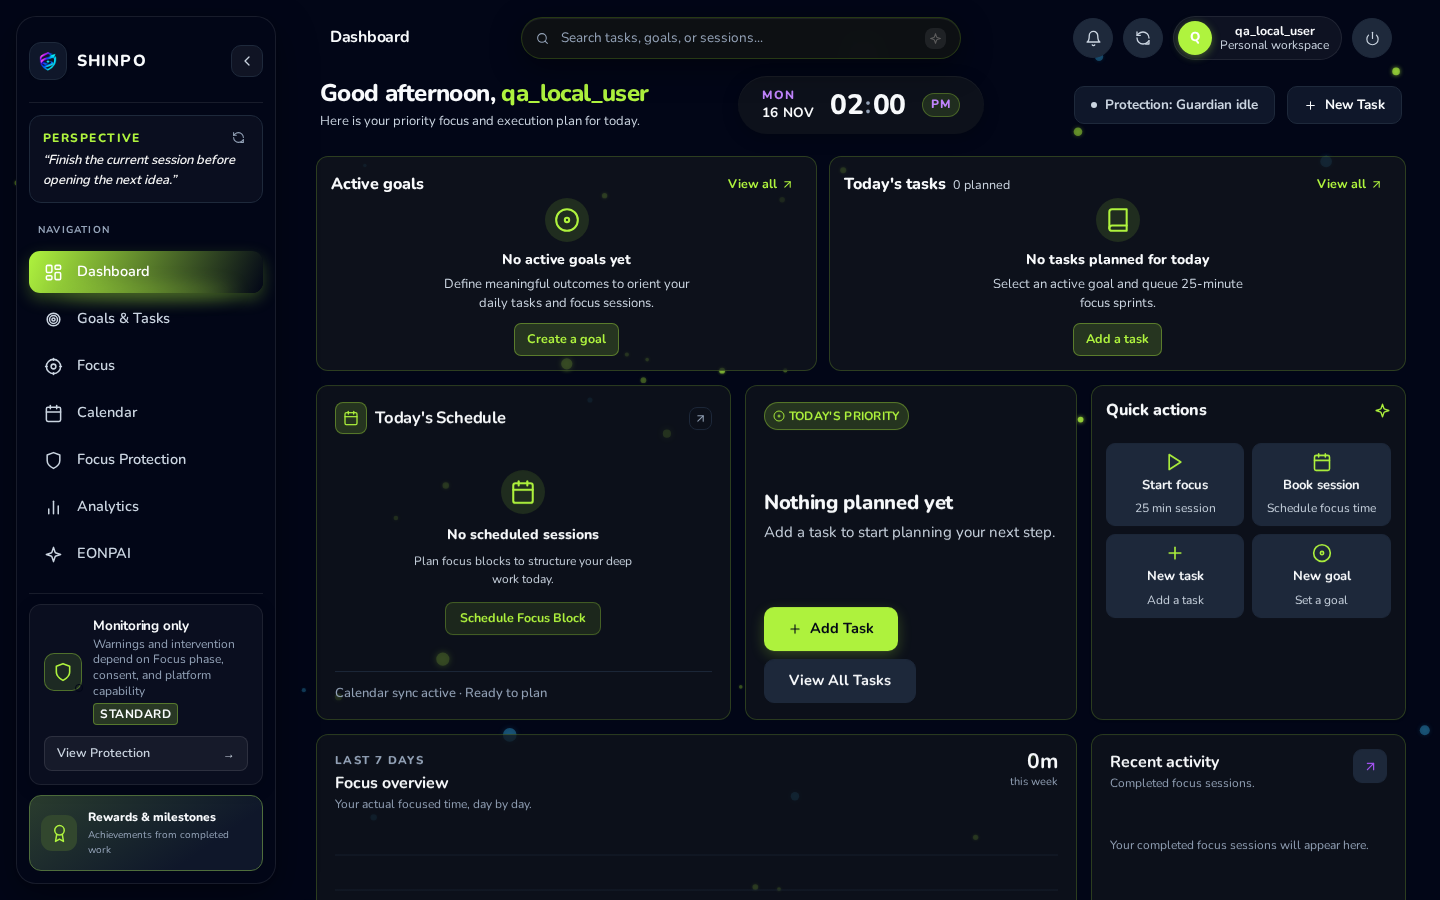 SHINPO
PERSPECTIVE
“Finish the current session before
opening the next idea.”
NAVIGATION
Dashboard
Goals & Tasks
Focus
Calendar
Focus Protection
Analytics
EONPAI
Monitoring only
Warnings and intervention
depend on Focus phase,
consent, and platform
capability
STANDARD
View Protection →
Rewards & milestones
Achievements from completed
work
Dashboard
Search tasks, goals, or sessions...
Q
qa_local_user
Personal workspace
Good afternoon, qa_local_user
Here is your priority focus and execution plan for today.
MON
16 NOV
02:00 PM
Protection: Guardian idle
New Task
Active goals
View all
No active goals yet
Define meaningful outcomes to orient your
daily tasks and focus sessions.
Create a goal
Today's tasks 0 planned
View all
No tasks planned for today
Select an active goal and queue 25-minute
focus sprints.
Add a task
Today's Schedule
No scheduled sessions
Plan focus blocks to structure your deep
work today.
Schedule Focus Block
Calendar sync active · Ready to plan
TODAY'S PRIORITY
Nothing planned yet
Add a task to start planning your next step.
Add Task
View All Tasks
Quick actions
Start focus
25 min session
Book session
Schedule focus time
New task
Add a task
New goal
Set a goal
LAST 7 DAYS
Focus overview
Your actual focused time, day by day.
0m
this week
Recent activity
Completed focus sessions.
Your completed focus sessions will appear here.